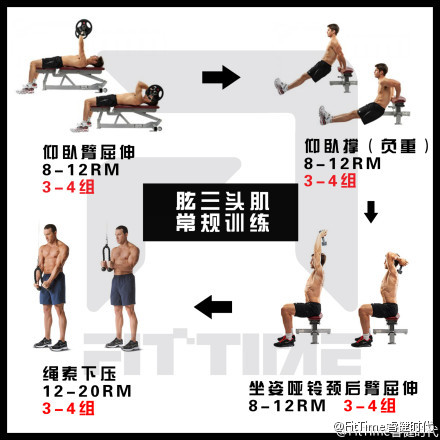 仰卧臂屈伸
8-12RM
3-4组
仰卧撑（负重）
8-12RM
3-4组
肱三头肌
常规训练
绳索下压
12-20RM
3-4组
坐姿哑铃颈后臂屈伸
8-12RM 3-4组
FIT TIME
@FitTime睿健时代